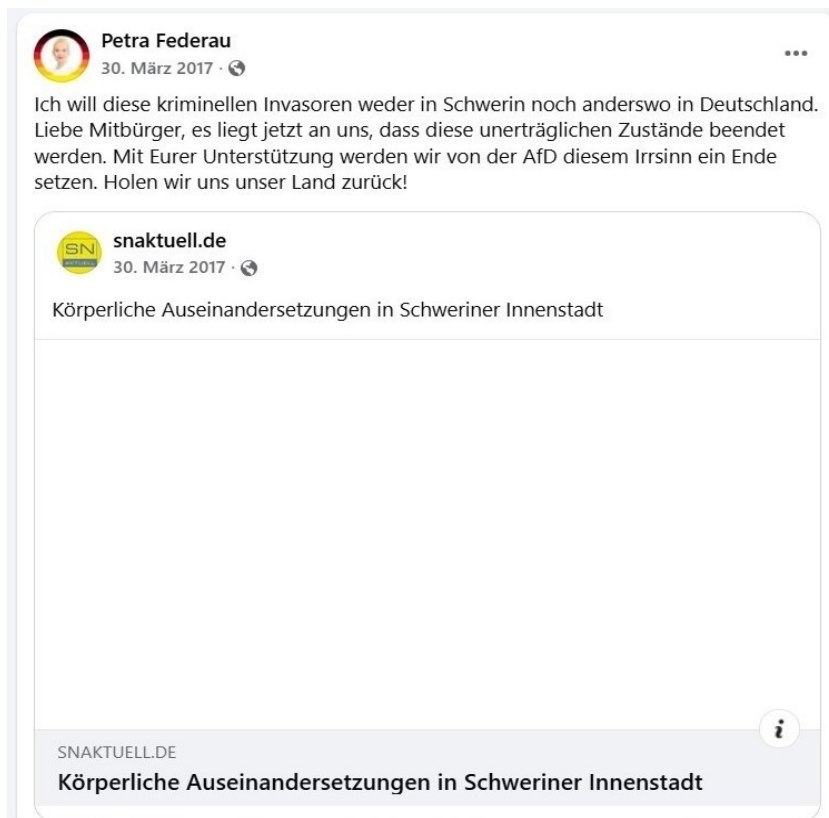 Petra Federau
30. März 2017 ·
Ich will diese kriminellen Invasoren weder in Schwerin noch anderswo in Deutschland.
Liebe Mitbürger, es liegt jetzt an uns, dass diese unerträglichen Zustände beendet
werden. Mit Eurer Unterstützung werden wir von der AfD diesem Irrsinn ein Ende
setzen. Holen wir uns unser Land zurück!
SN
AKTUELL
snaktuell.de
30. März 2017 ·
Körperliche Auseinandersetzungen in Schweriner Innenstadt
i
SNAKTUELL.DE
Körperliche Auseinandersetzungen in Schweriner Innenstadt